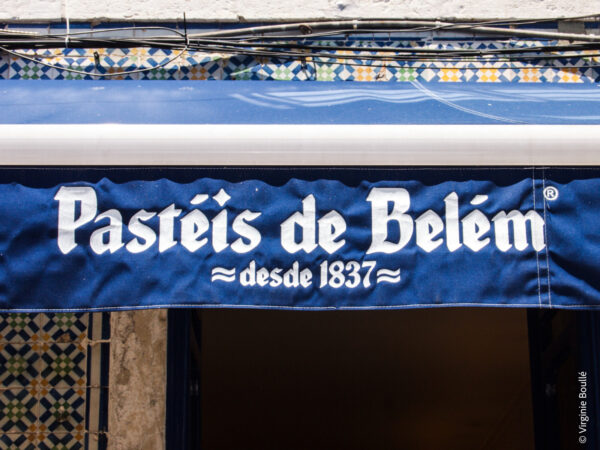 Pastéis de Belém®
≈desde 1837≈
© Virginie Boullé